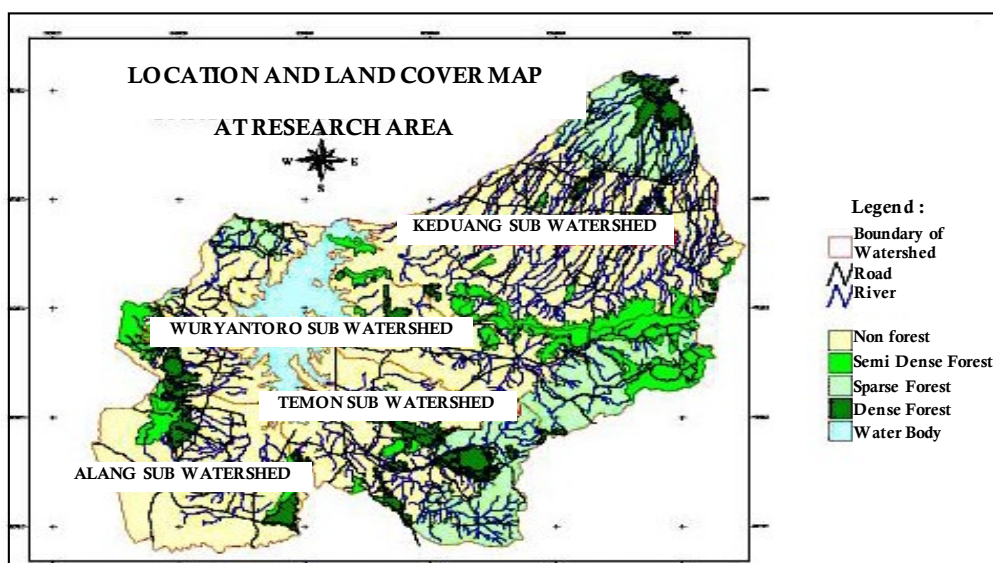 LOCATION AND LAND COVER MAP
AT RESEARCH AREA
W E
S
KEDUANG SUB WATERSHED
WURYANTORO SUB WATERSHED
TEMON SUB WATERSHED
ALANG SUB WATERSHED
Legend :
Boundary of
Watershed
Road
River
Non forest
Semi Dense Forest
Sparse Forest
Dense Forest
Water Body